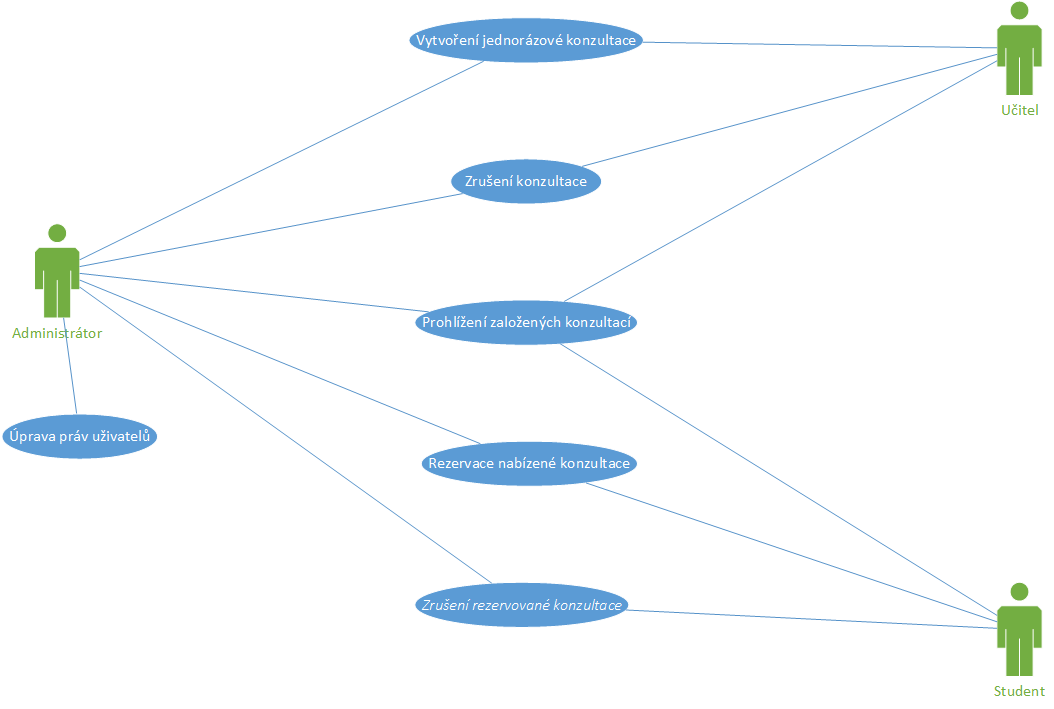 Vytvoření jednorázové konzultace
Učitel
Zrušení konzultace
Prohlížení založených konzultací
Administrátor
Úprava práv uživatelů
Rezervace nabízené konzultace
Zrušení rezervované konzultace
Student